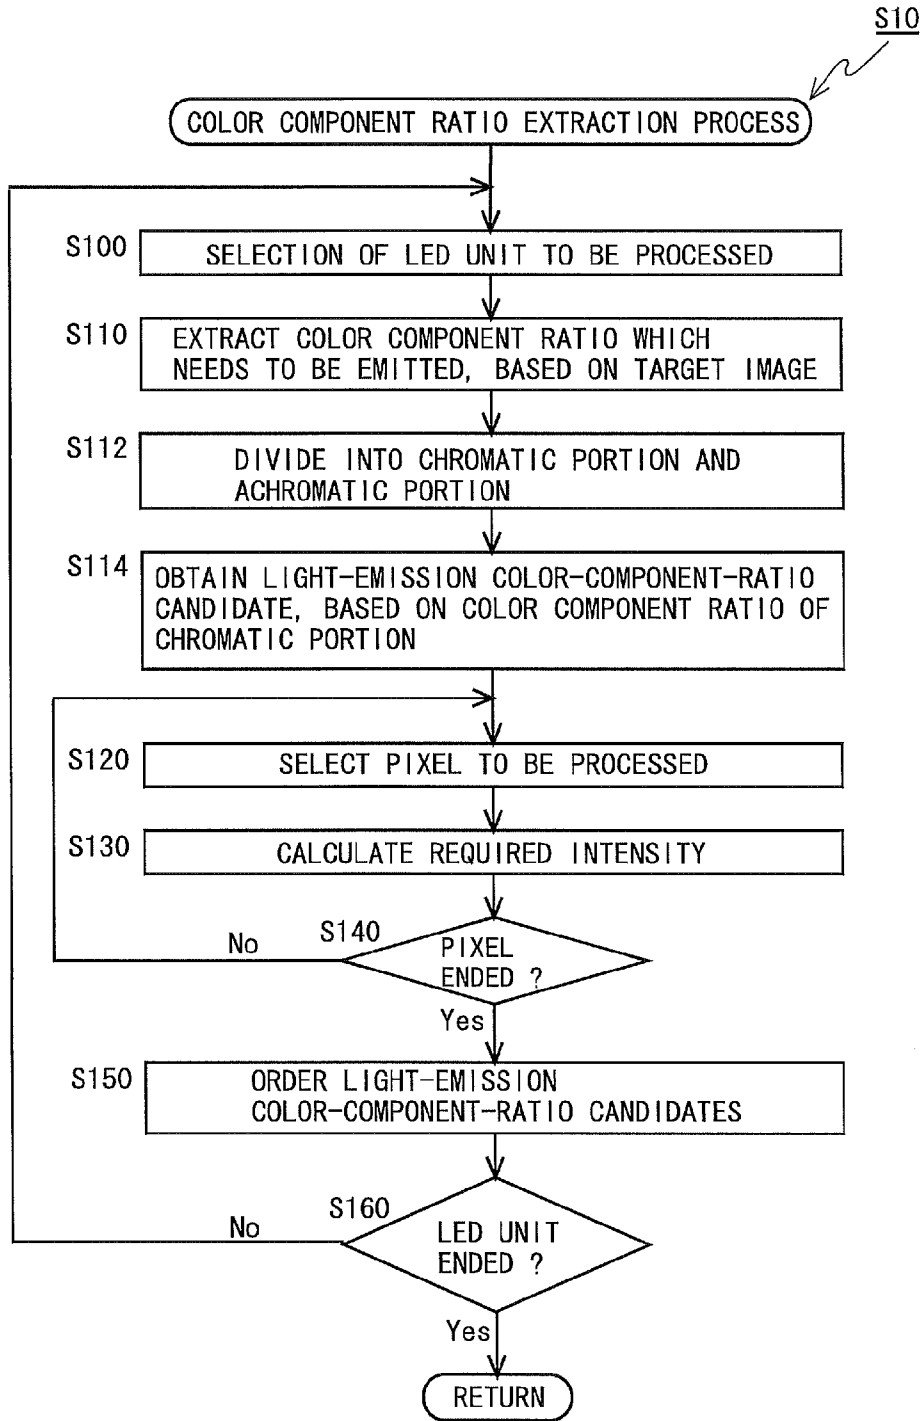 S10
COLOR COMPONENT RATIO EXTRACTION PROCESS
S100
SELECTION OF LED UNIT TO BE PROCESSED
S110
EXTRACT COLOR COMPONENT RATIO WHICH
NEEDS TO BE EMITTED, BASED ON TARGET IMAGE
S112
DIVIDE INTO CHROMATIC PORTION AND
ACHROMATIC PORTION
S114
OBTAIN LIGHT-EMISSION COLOR-COMPONENT-RATIO
CANDIDATE, BASED ON COLOR COMPONENT RATIO OF
CHROMATIC PORTION
S120
SELECT PIXEL TO BE PROCESSED
S130
CALCULATE REQUIRED INTENSITY
S140
No
PIXEL
ENDED ?
Yes
S150
ORDER LIGHT-EMISSION
COLOR-COMPONENT-RATIO CANDIDATES
S160
No
LED UNIT
ENDED ?
Yes
RETURN